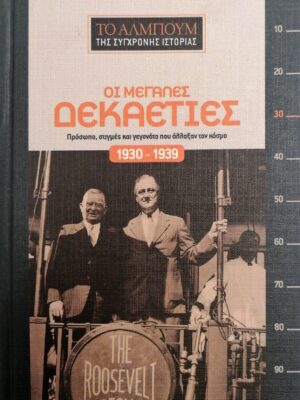 ΤΟ ΑΛΜΠΟΥΜ
ΤΗΣ ΣΥΓΧΡΟΝΗΣ ΙΣΤΟΡΙΑΣ
ΟΙ ΜΕΓΑΛΕΣ
ΔΕΚΑΕΤΙΕΣ
Πρόσωπα, στιγμές και γεγονότα που άλλαξαν τον κόσμο
1930 - 1939
THE
ROOSEVELT
10
20
30
40
50
60
70
80
90